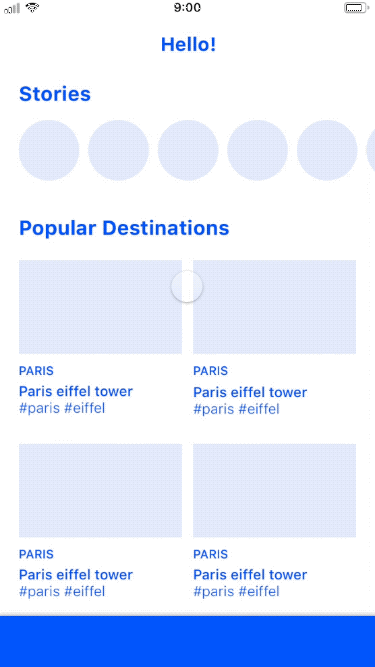 9:00
Hello!
Stories
Popular Destinations
PARIS PARIS
Paris eiffel tower Paris eiffel tower
#paris #eiffel #paris #eiffel
PARIS PARIS
Paris eiffel tower Paris eiffel tower
#paris #eiffel #paris #eiffel